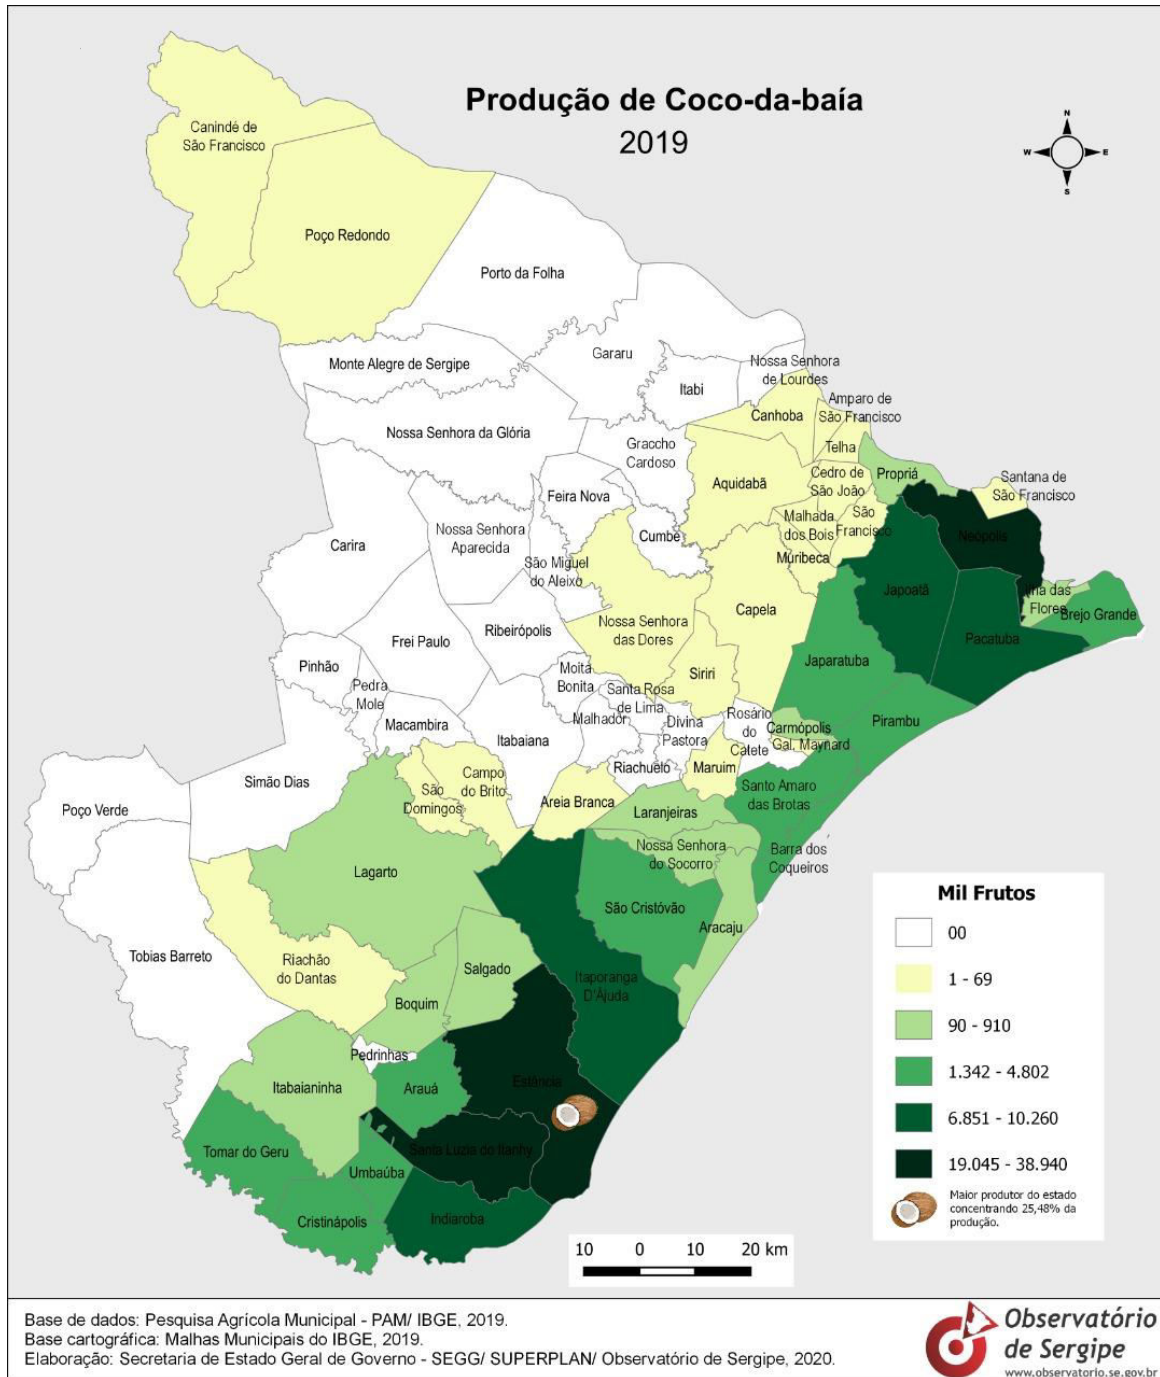 Produção de Coco-da-baía
2019
N
W
E
S
Canindé de
São Francisco
Poço Redondo
Porto da Folha
Monte Alegre de Sergipe
Gararu
Nossa Senhora
de Lourdes
Itabi
Amparo de
São Francisco
Canhoba
Nossa Senhora da Glória
Graccho
Cardoso
Telha
Propriá
Santana de
São Francisco
Aquidabã
Cedro de
São João
Feira Nova
Malhada
dos Bois
São
Francisco
Neópolis
Nossa Senhora
Aparecida
Cumbe
Carira
São Miguel
do Aleixo
Muribeca
Japoatã
Ilha das
Flores
Brejo Grande
Capela
Pacatuba
Nossa Senhora
das Dores
Ribeirópolis
Frei Paulo
Japaratuba
Pinhão
Moita
Bonita
Siriri
Pedra
Mole
Santa Rosa
de Lima
Malhador
Divina
Pastora
Rosário
do
Catete
Carmópolis
Pirambu
Macambira
Itabaiana
Gal. Maynard
Riachuelo
Maruim
Simão Dias
Campo
do Brito
São
Domingos
Areia Branca
Santo Amaro
das Brotas
Poço Verde
Laranjeiras
Nossa Senhora
do Socorro
Barra dos
Coqueiros
Lagarto
São Cristóvão
Aracaju
Tobias Barreto
Riachão
do Dantas
Salgado
Itaporanga
D'Ájuda
Boquim
Pedrinhas
Itabaianinha
Arauá
Estância
Tomar do Geru
Santa Luzia do Itanhy
Umbaúba
Cristinápolis
Indiaroba
Mil Frutos
00
1 - 69
90 - 910
1.342 - 4.802
6.851 - 10.260
19.045 - 38.940
Maior produtor do estado
concentrando 25,48% da
produção.
10 0 10 20 km
Base de dados: Pesquisa Agrícola Municipal - PAM/ IBGE, 2019.
Base cartográfica: Malhas Municipais do IBGE, 2019.
Elaboração: Secretaria de Estado Geral de Governo - SEGG/ SUPERPLAN/ Observatório de Sergipe, 2020.
Observatório
de Sergipe
www.observatorio.se.gov.br